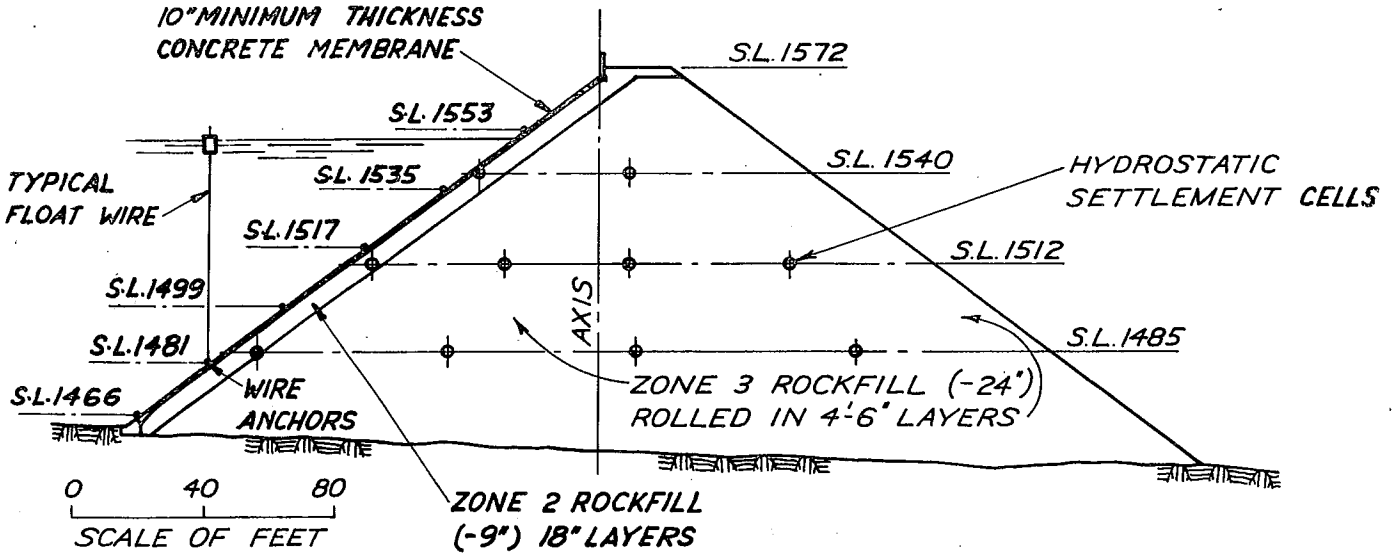 10" MINIMUM THICKNESS
CONCRETE MEMBRANE
S.L. 1572
S.L. 1553
S.L. 1540
HYDROSTATIC
SETTLEMENT CELLS
TYPICAL
FLOAT WIRE
S.L. 1535
S.L. 1517
S.L. 1512
S.L. 1499
AXIS
S.L. 1481
S.L. 1485
WIRE
ANCHORS
ZONE 3 ROCKFILL (-24")
ROLLED IN 4'-6" LAYERS
S.L. 1466
0 40 80
SCALE OF FEET
ZONE 2 ROCKFILL
(-9") 18" LAYERS